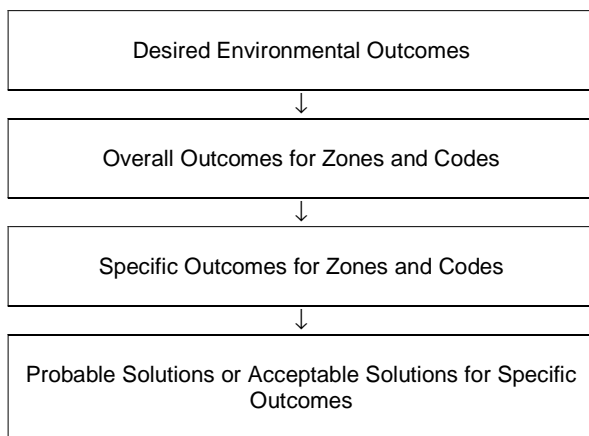 Desired Environmental Outcomes
↓
Overall Outcomes for Zones and Codes
↓
Specific Outcomes for Zones and Codes
↓
Probable Solutions or Acceptable Solutions for Specific
Outcomes